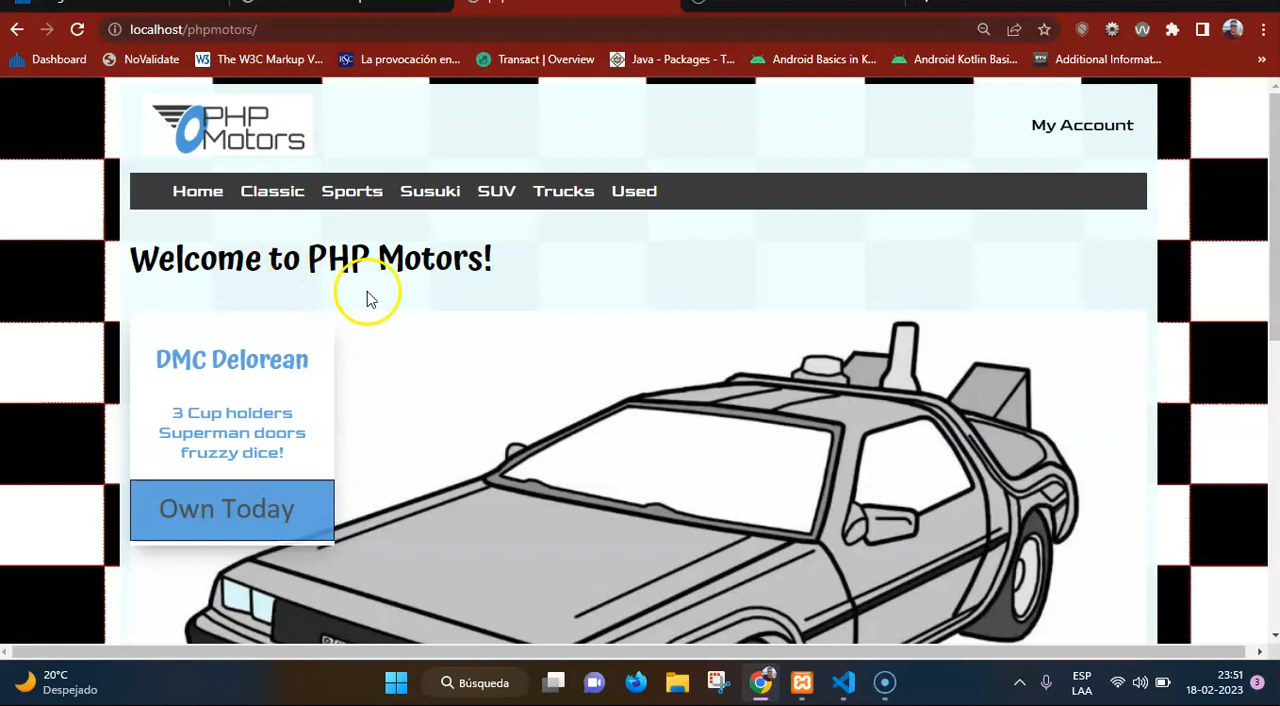 localhost/phpmotors/
Dashboard NoValidate The W3C Markup V... La provocación en... Transact | Overview Java - Packages - T... Android Basics in K... Android Kotlin Basi... Additional Informat... »
PHP
Motors
My Account
Home Classic Sports Susuki SUV Trucks Used
Welcome to PHP Motors!
DMC Delorean
3 Cup holders
Superman doors
fruzzy dice!
Own Today
20°C
Despejado
Búsqueda
ESP
LAA
23:51
18-02-2023
3